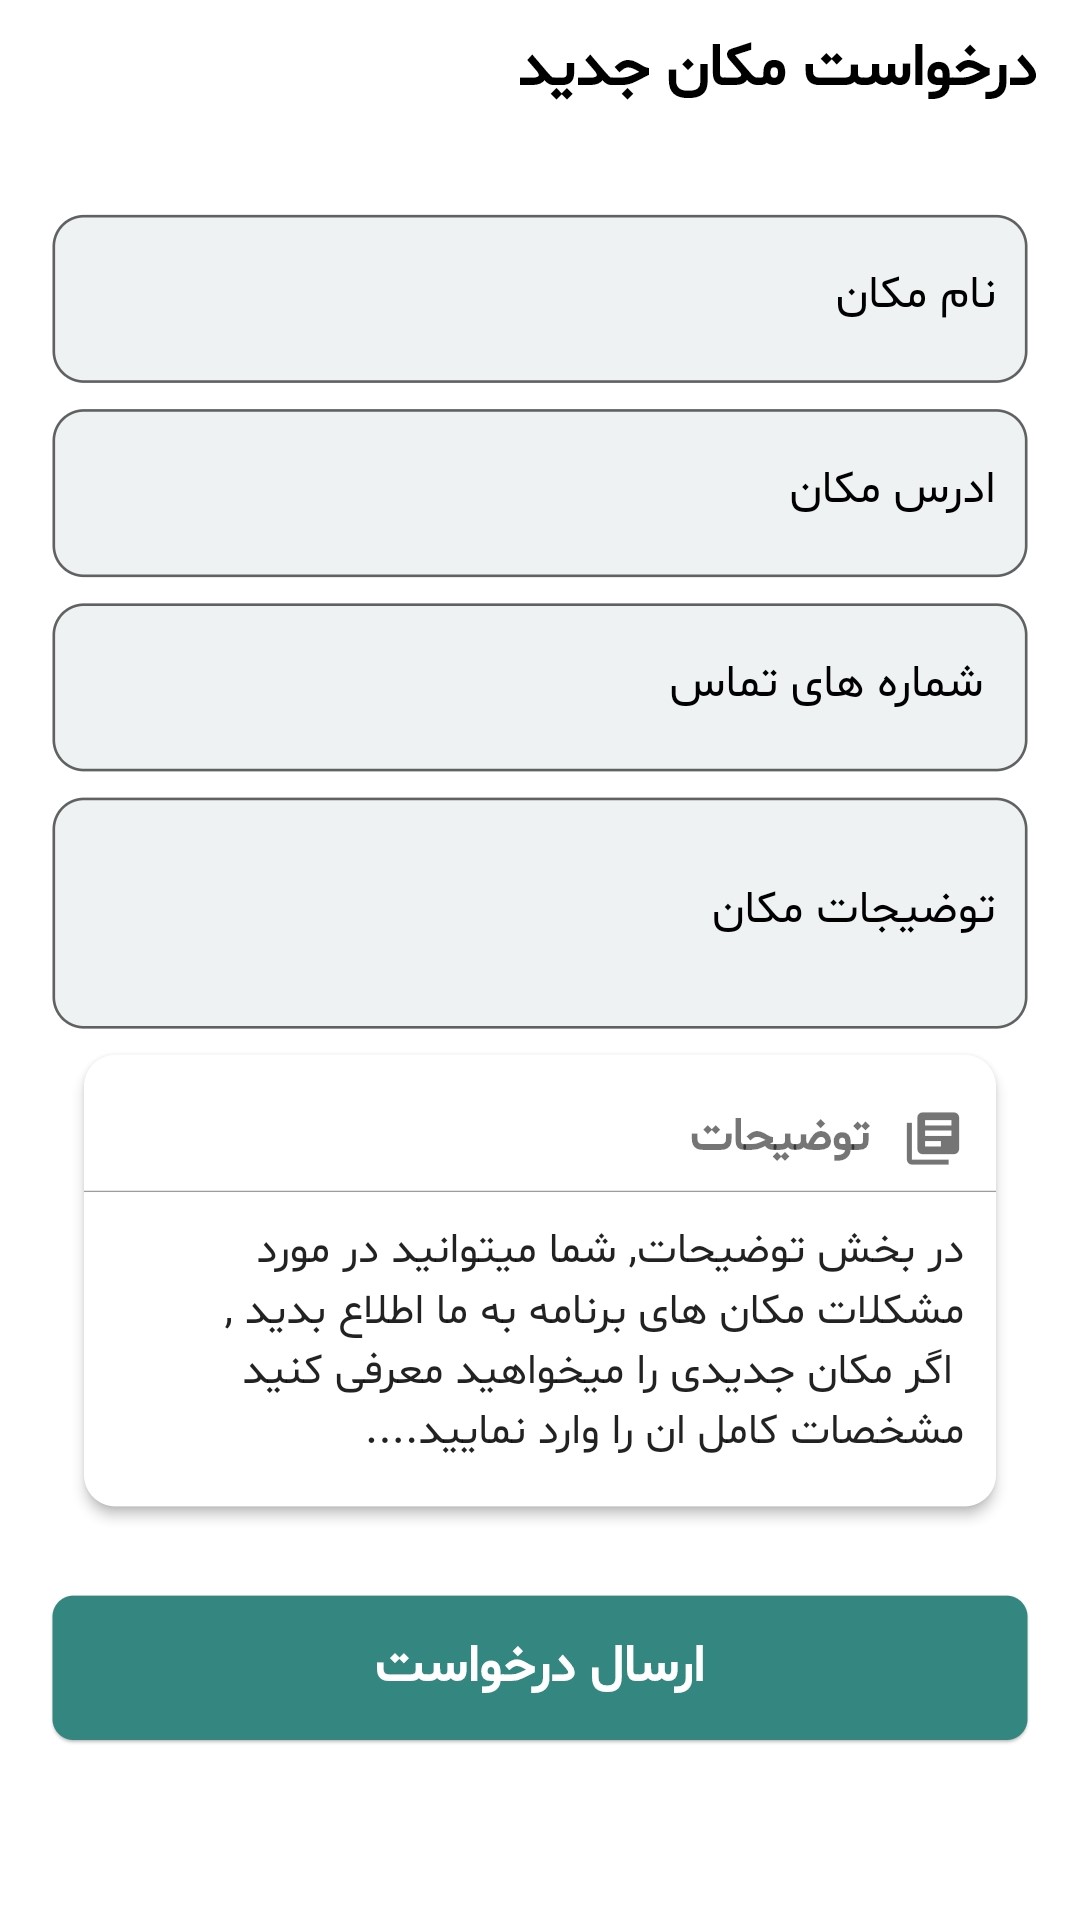 درخواست مکان جدید
نام مکان
ادرس مکان
شماره های تماس
توضیجات مکان
توضیحات
در بخش توضیحات, شما میتوانید در مورد
مشکلات مکان های برنامه به ما اطلاع بدید ,
اگر مکان جدیدی را میخواهید معرفی کنید
مشخصات کامل ان را وارد نمایید....
ارسال درخواست